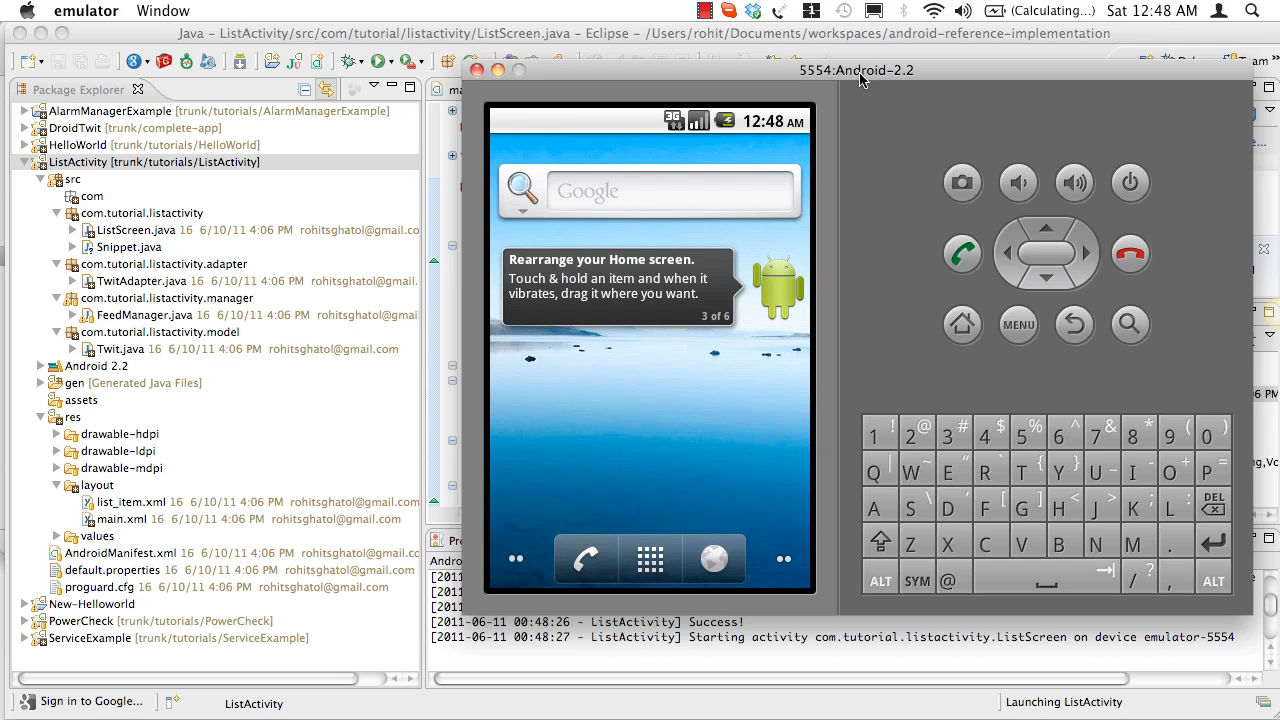 emulator Window
(Calculating...) Sat 12:48 AM
Java - ListActivity/src/com/tutorial/listactivity/ListScreen.java - Eclipse - /Users/rohit/Documents/workspaces/android-reference-implementation
Package Explorer
AlarmManagerExample [trunk/tutorials/AlarmManagerExample]
DroidTwit [trunk/complete-app]
HelloWorld [trunk/tutorials/HelloWorld]
ListActivity [trunk/tutorials/ListActivity]
src
com
com.tutorial.listactivity
ListScreen.java 16 6/10/11 4:06 PM rohitsghatol@gmail.co
Snippet.java
com.tutorial.listactivity.adapter
TwitAdapter.java 16 6/10/11 4:06 PM rohitsghatol@gmail.c
com.tutorial.listactivity.manager
FeedManager.java 16 6/10/11 4:06 PM rohitsghatol@gmail.
com.tutorial.listactivity.model
Twit.java 16 6/10/11 4:06 PM rohitsghatol@gmail.com
Android 2.2
gen [Generated Java Files]
assets
res
drawable-hdpi
drawable-ldpi
drawable-mdpi
layout
list_item.xml 16 6/10/11 4:06 PM rohitsghatol@gmail.com
main.xml 16 6/10/11 4:06 PM rohitsghatol@gmail.com
values
AndroidManifest.xml 16 6/10/11 4:06 PM rohitsghatol@gmail.com
default.properties 16 6/10/11 4:06 PM rohitsghatol@gmail.com
proguard.cfg 16 6/10/11 4:06 PM rohitsghatol@gmail.com
New-Helloworld
PowerCheck [trunk/tutorials/PowerCheck]
ServiceExample [trunk/tutorials/ServiceExample]
5554:Android-2.2
3G 12:48 AM
Google
Rearrange your Home screen.
Touch & hold an item and when it
vibrates, drag it where you want.
3 of 6
MENU
1 ! 2 @ 3 # 4 $ 5 % 6 ^ 7 & 8 * 9 ( 0 )
Q W ~ E " R ` T { Y } U _ I - O + P =
A S \ D ' F [ G ] H < J > K ; L : DEL
Z X C V B N M .
ALT SYM @ / ? , ALT
[2011-06-11 00:48:26 - ListActivity] Success!
[2011-06-11 00:48:27 - ListActivity] Starting activity com.tutorial.listactivity.ListScreen on device emulator-5554
Sign in to Google...
ListActivity
Launching ListActivity